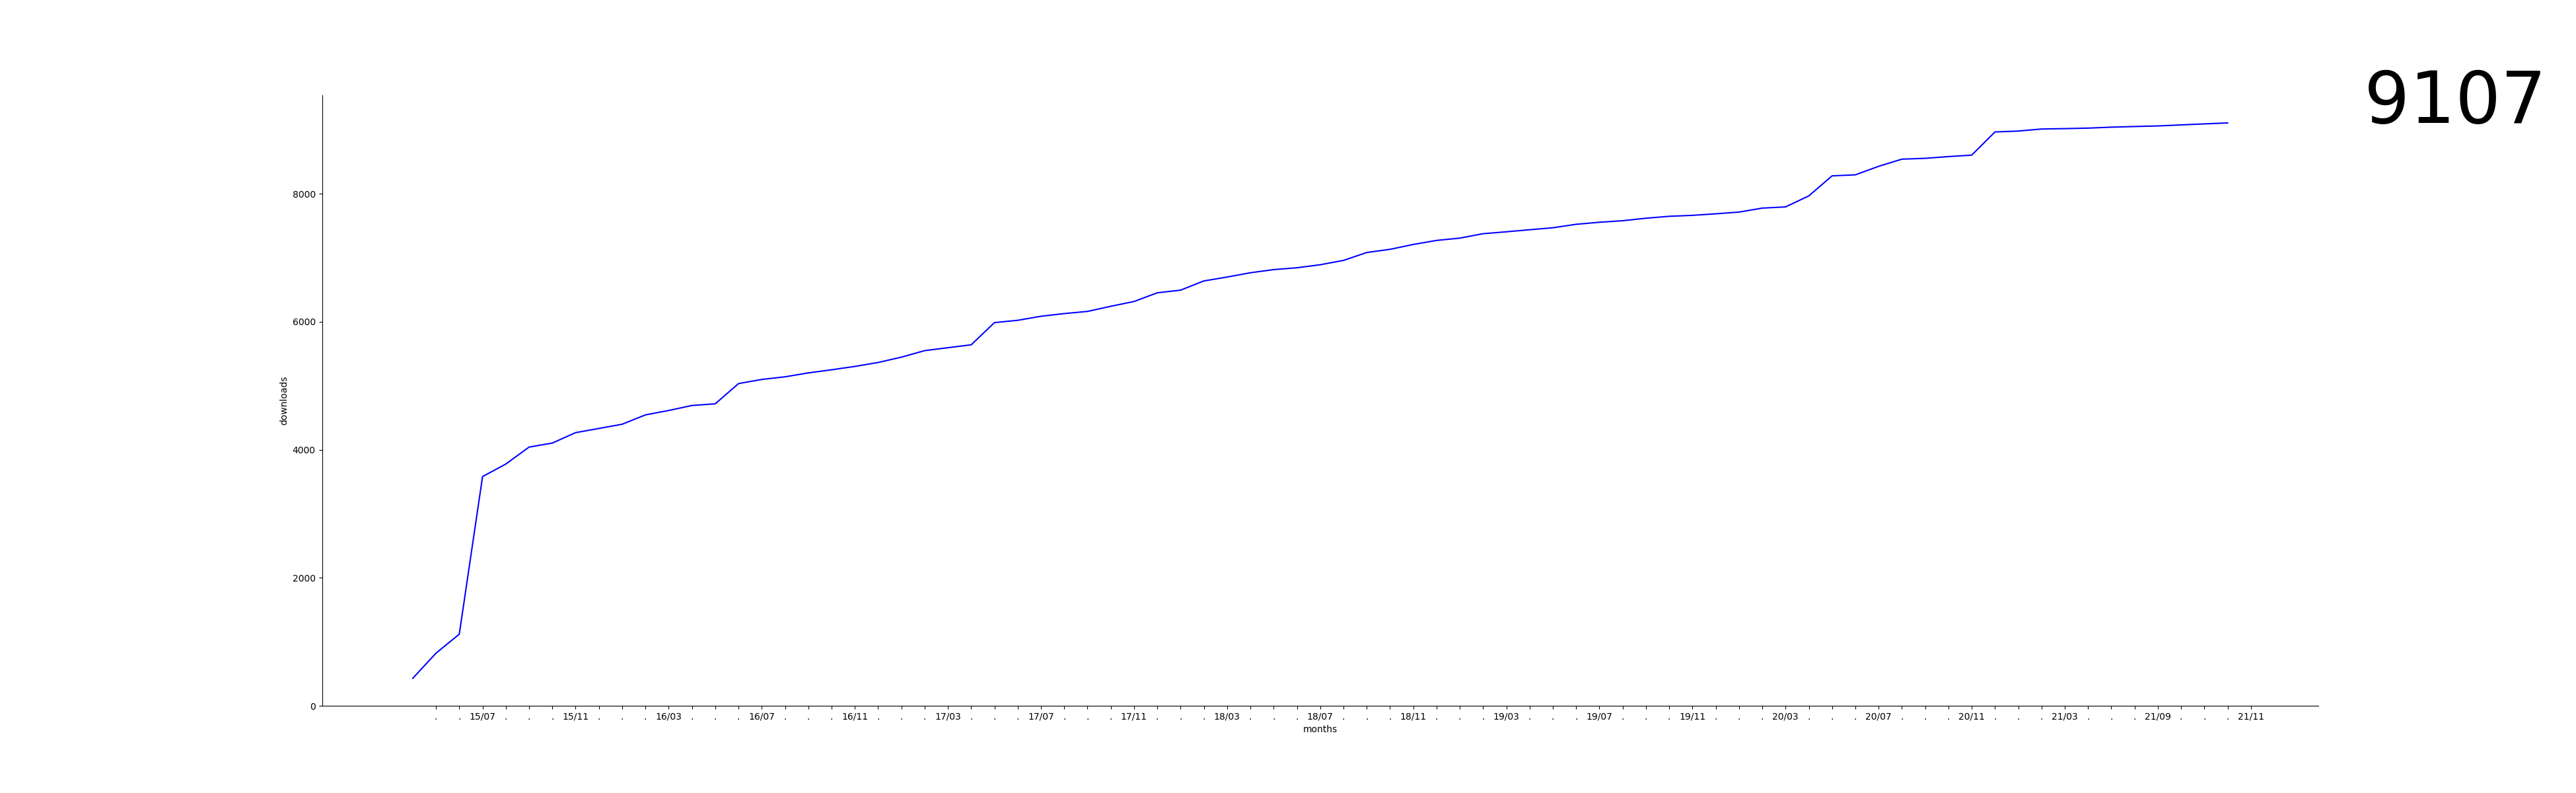 9107
8000
6000
downloads
4000
2000
0
. . 15/07 . . . 15/11 . . . 16/03 . . . 16/07 . . . 16/11 . . . 17/03 . . . 17/07 . . . 17/11 . . . 18/03 . . . 18/07 . . . 18/11 . . . 19/03 . . . 19/07 . . . 19/11 . . . 20/03 . . . 20/07 . . . 20/11 . . . 21/03 . . . 21/09 . . . 21/11
months